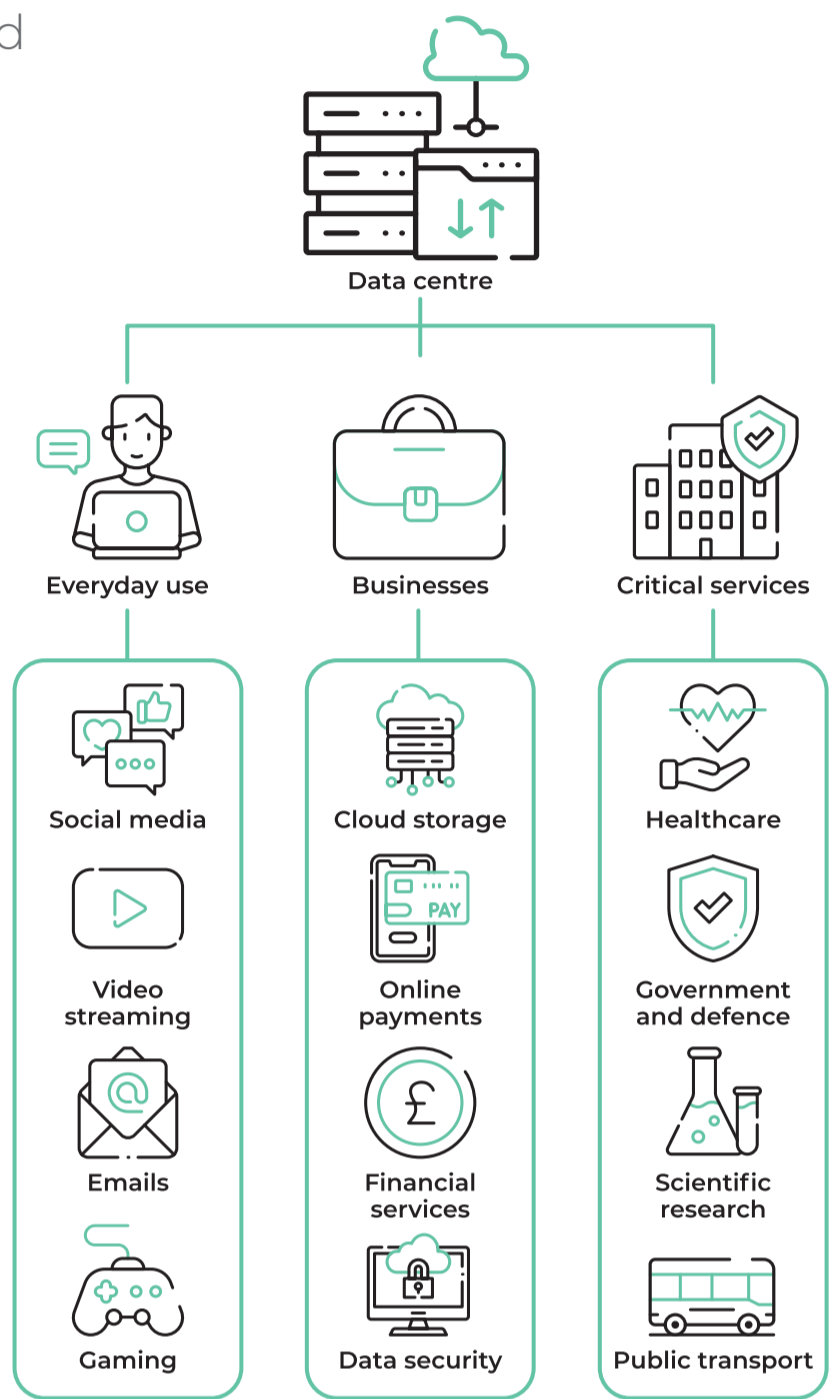 d
Data centre
Everyday use
Businesses
Critical services
Social media
Video
streaming
Emails
Gaming
Cloud storage
PAY
Online
payments
£
Financial
services
Data security
Healthcare
Government
and defence
Scientific
research
Public transport